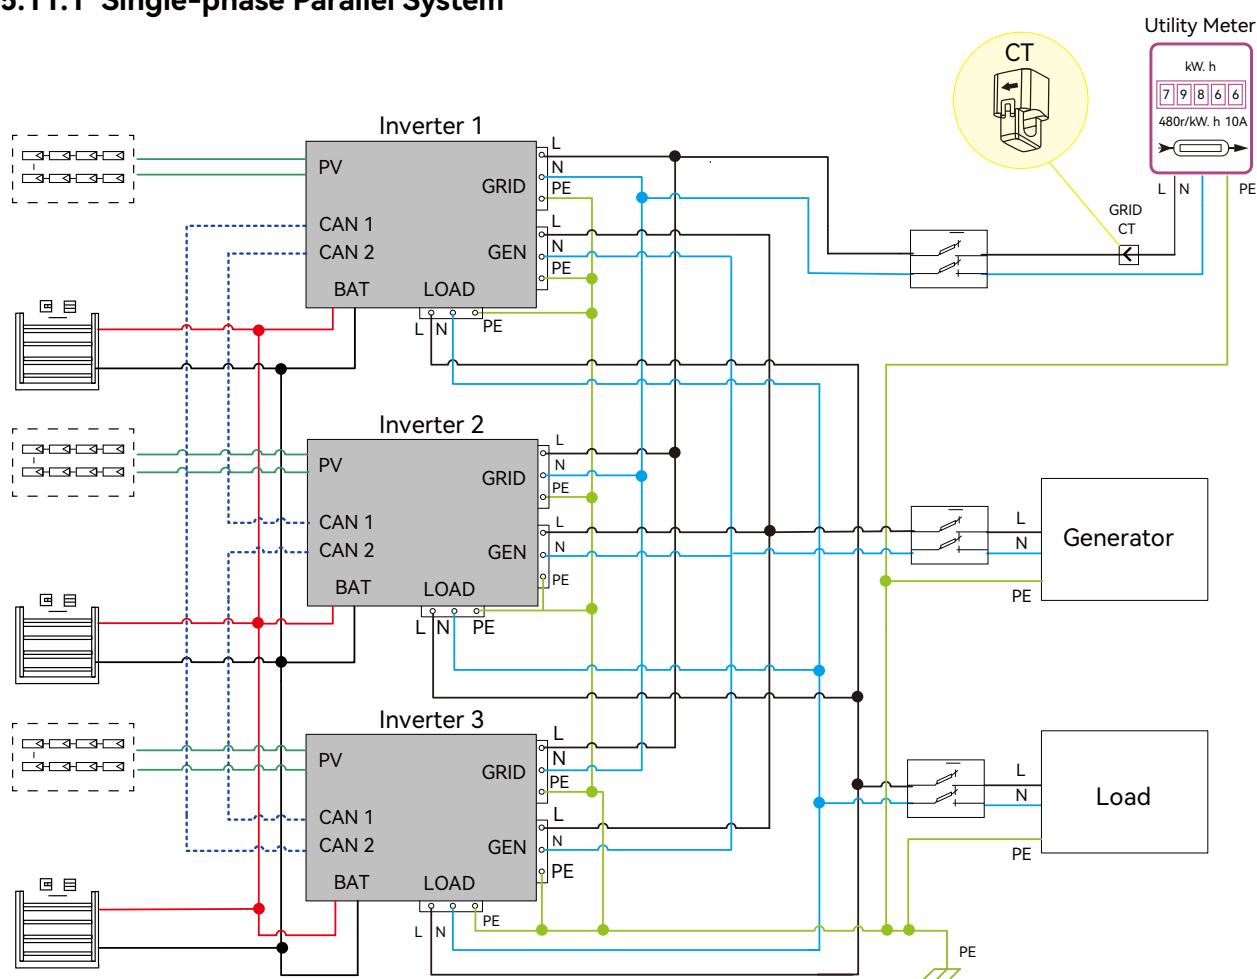 5.11.1 Single-phase Parallel System
Utility Meter
CT
kW. h
7 9 8 6 6
480r/kW. h 10A
L N PE
GRID
CT
Inverter 1
PV
CAN 1
CAN 2
BAT
LOAD
GRID
GEN
L
N
PE
L
N
PE
L N PE
Inverter 2
PV
CAN 1
CAN 2
BAT
LOAD
GRID
GEN
L
N
PE
L
N
PE
L N PE
Generator
L
N
PE
Inverter 3
PV
CAN 1
CAN 2
BAT
LOAD
GRID
GEN
L
N
PE
L
N
PE
L N PE
Load
L
N
PE
PE